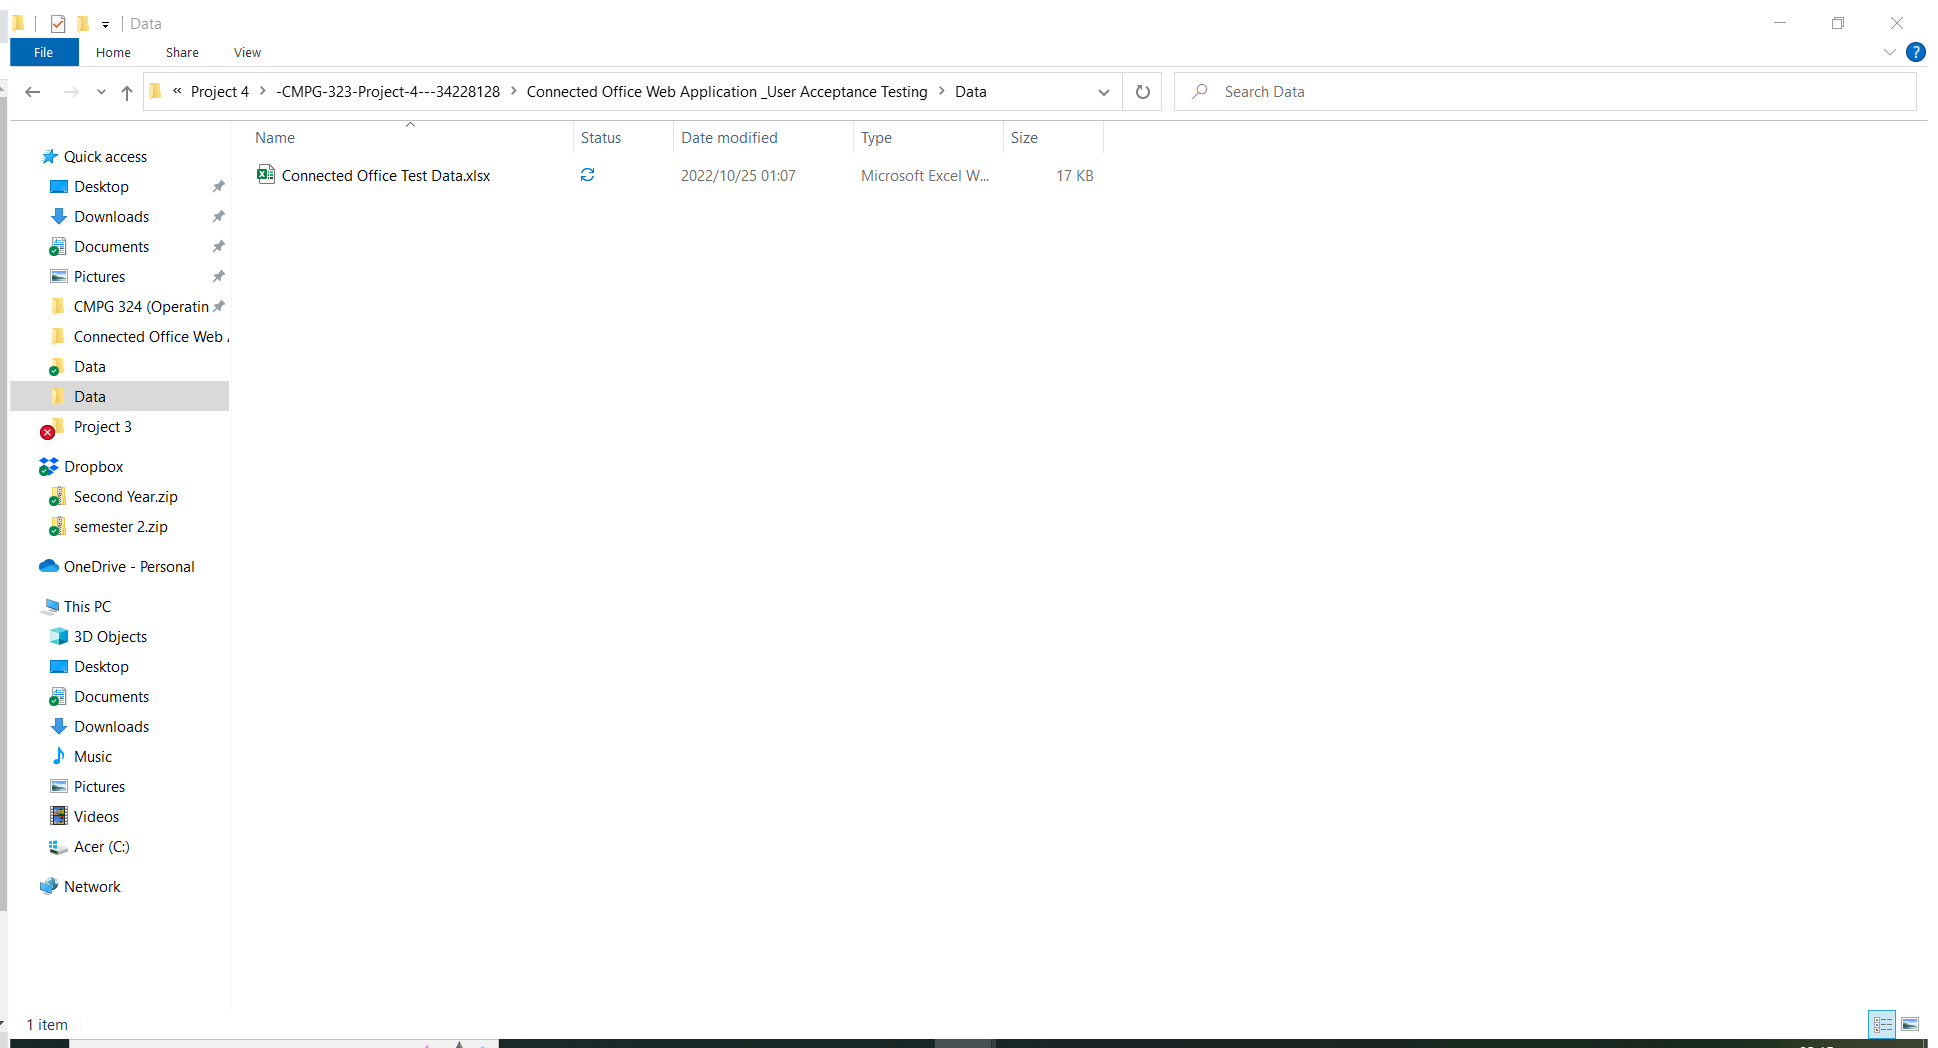 Data
File Home Share View
« Project 4 > -CMPG-323-Project-4---34228128 > Connected Office Web Application _User Acceptance Testing > Data
Search Data
Name Status Date modified Type Size
Connected Office Test Data.xlsx 2022/10/25 01:07 Microsoft Excel W... 17 KB
Quick access
Desktop
Downloads
Documents
Pictures
CMPG 324 (Operatin
Connected Office Web
Data
Data
Project 3
Dropbox
Second Year.zip
semester 2.zip
OneDrive - Personal
This PC
3D Objects
Desktop
Documents
Downloads
Music
Pictures
Videos
Acer (C:)
Network
1 item